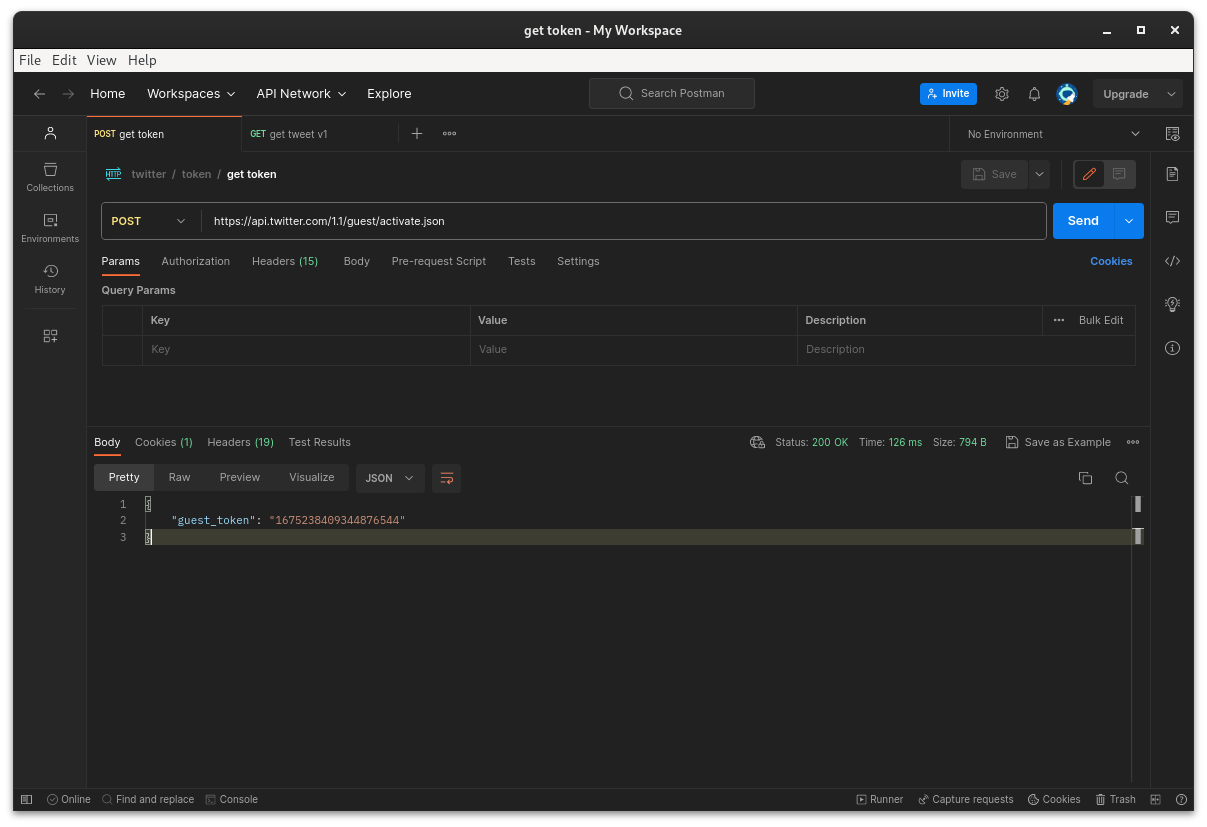 get token - My Workspace
File Edit View Help
Home Workspaces API Network Explore Search Postman Invite Upgrade
POST get token GET get tweet v1 No Environment
HTTP twitter / token / get token Save
POST https://api.twitter.com/1.1/guest/activate.json Send
Params Authorization Headers (15) Body Pre-request Script Tests Settings Cookies
Query Params
Key Value Description Bulk Edit
Key Value Description
Collections
Environments
History
Body Cookies (1) Headers (19) Test Results Status: 200 OK Time: 126 ms Size: 794 B Save as Example
Pretty Raw Preview Visualize JSON
1 {
2 "guest_token": "1675238409344876544"
3 }
Online Find and replace Console Runner Capture requests Cookies Trash